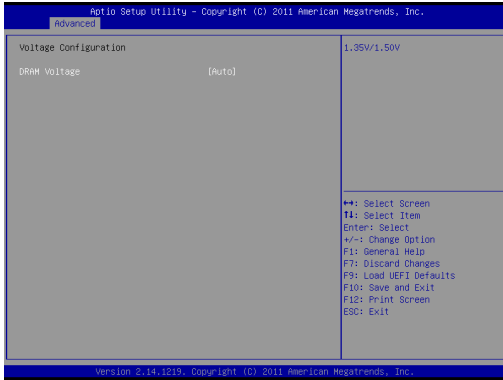 Aptio Setup Utility – Copyright (C) 2011 American Megatrends, Inc.
Advanced
Voltage Configuration
DRAM Voltage [Auto]
1.35V/1.50V
↔: Select Screen
↑↓: Select Item
Enter: Select
+/-: Change Option
F1: General Help
F7: Discard Changes
F9: Load UEFI Defaults
F10: Save and Exit
F12: Print Screen
ESC: Exit
Version 2.14.1219. Copyright (C) 2011 American Megatrends, Inc.